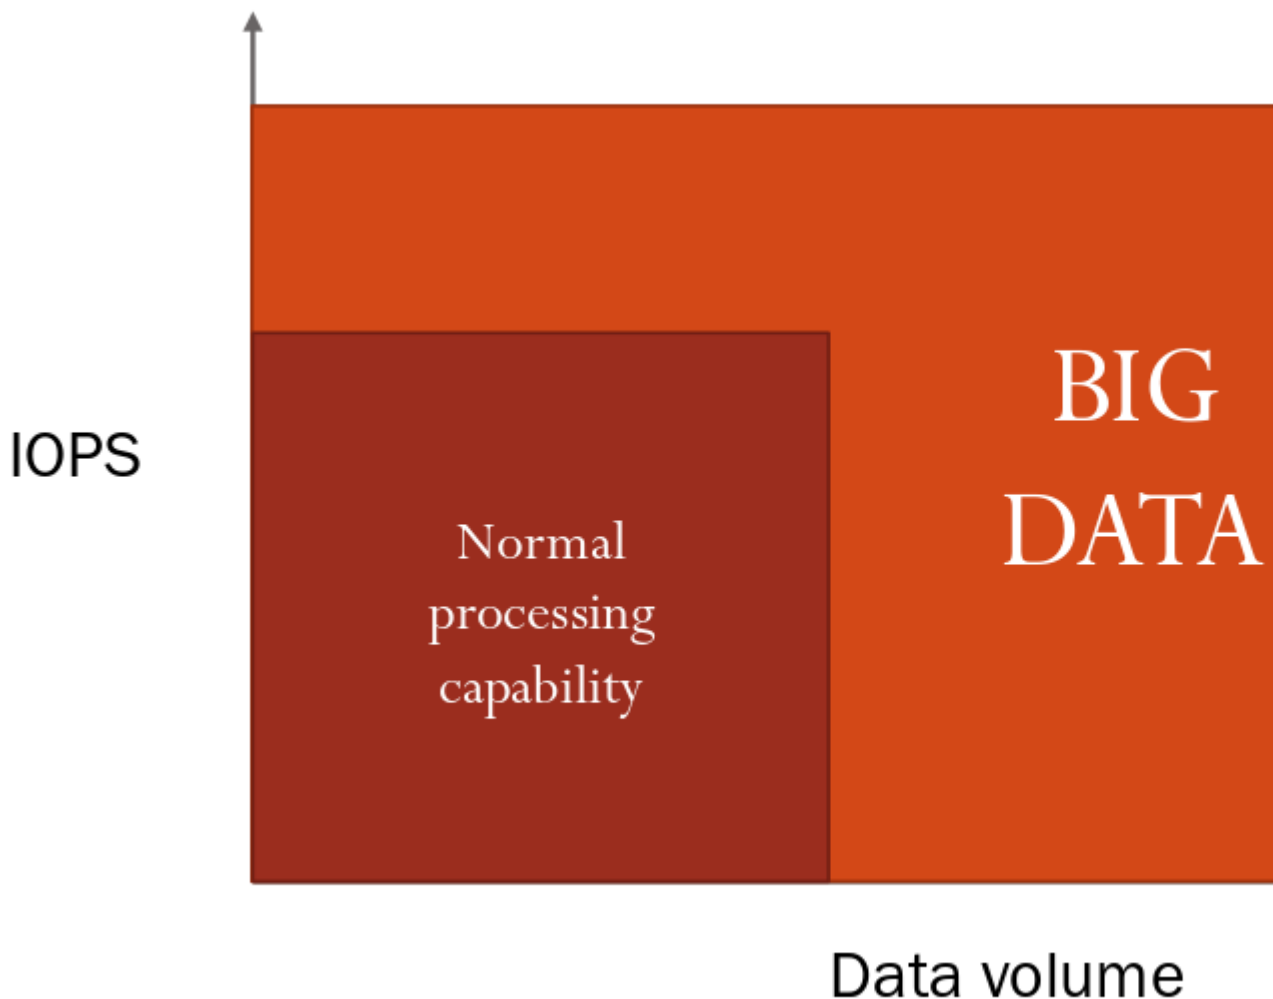 IOPS
Normal
processing
capability
BIG
DATA
Data volume